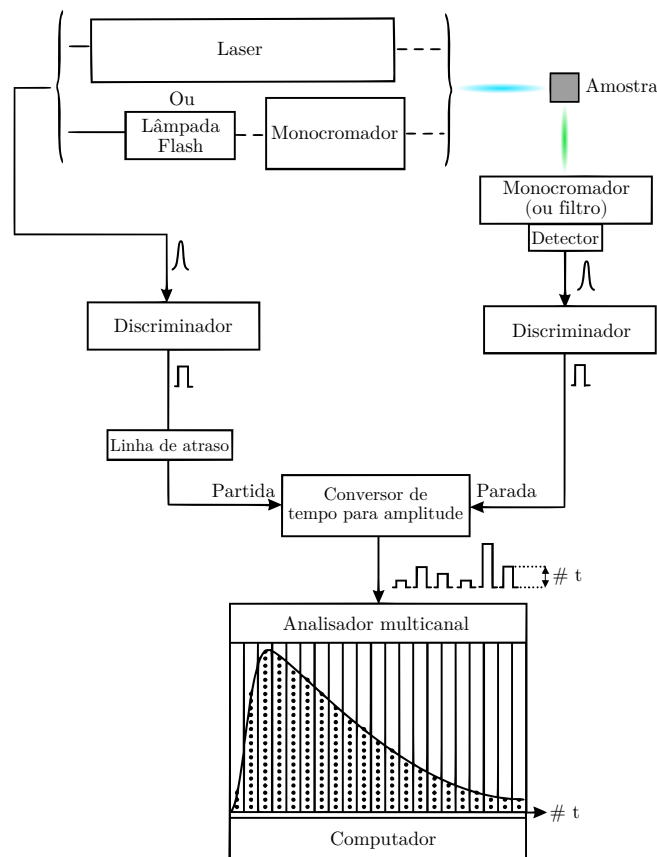 Laser
Ou
Lâmpada
Flash
Monocromador
Amostra
Monocromador
(ou filtro)
Detector
Discriminador
Discriminador
Linha de atraso
Partida
Conversor de
tempo para amplitude
Parada
# t
Analisador multicanal
# t
Computador